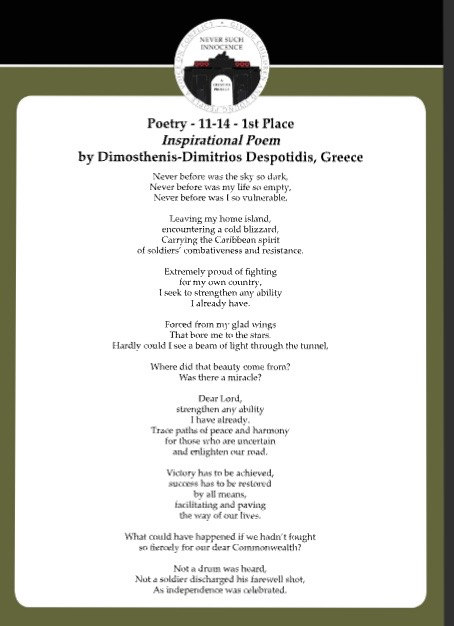 NEVER SUCH
INNOCENCE
Poetry - 11-14 - 1st Place
Inspirational Poem
by Dimosthenis-Dimitrios Despotidis, Greece
Never before was the sky so dark,
Never before was my life so empty,
Never before was I so vulnerable.
Leaving my home island,
encountering a cold blizzard,
Carrying the Caribbean spirit
of soldiers' combativeness and resistance.
Extremely proud of fighting
for my own country,
I seek to strengthen any ability
I already have.
Forced from my glad wings
That bore me to the stars.
Hardly could I see a beam of light through the tunnel,
Where did that beauty come from?
Was there a miracle?
Dear Lord,
strengthen any ability
I have already.
Trace paths of peace and harmony
for those who are uncertain
and enlighten our road.
Victory has to be achieved,
success has to be restored
by all means,
facilitating and paving
the way of our lives.
What could have happened if we hadn't fought
so fiercely for our dear Commonwealth?
Not a drum was heard,
Not a soldier discharged his farewell shot,
As independence was celebrated.